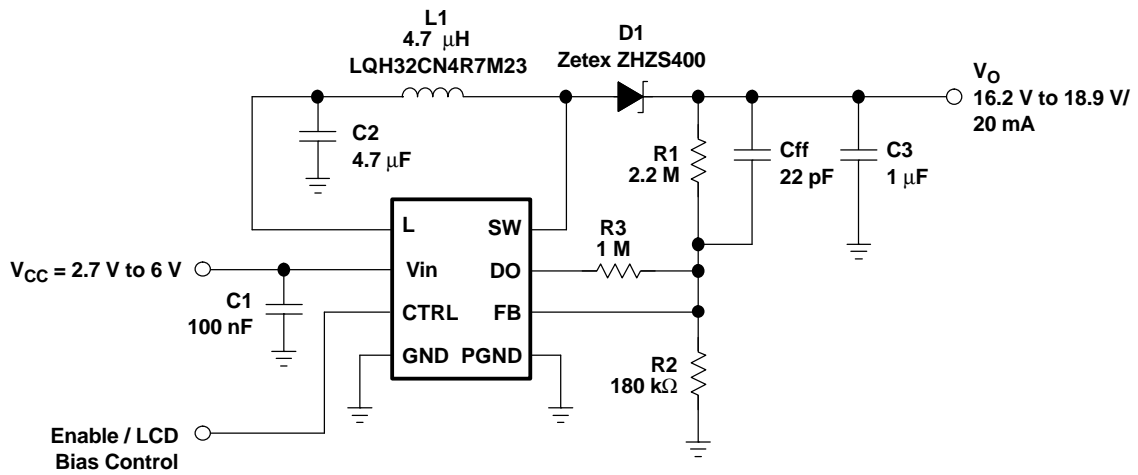 L1
4.7 μH
LQH32CN4R7M23
D1
Zetex ZHZS400
VO
16.2 V to 18.9 V/
20 mA
C2
4.7 μF
R1
2.2 M
Cff
22 pF
C3
1 μF
L
SW
R3
1 M
VCC = 2.7 V to 6 V
Vin
DO
C1
100 nF
CTRL
FB
GND
PGND
R2
180 kΩ
Enable / LCD
Bias Control